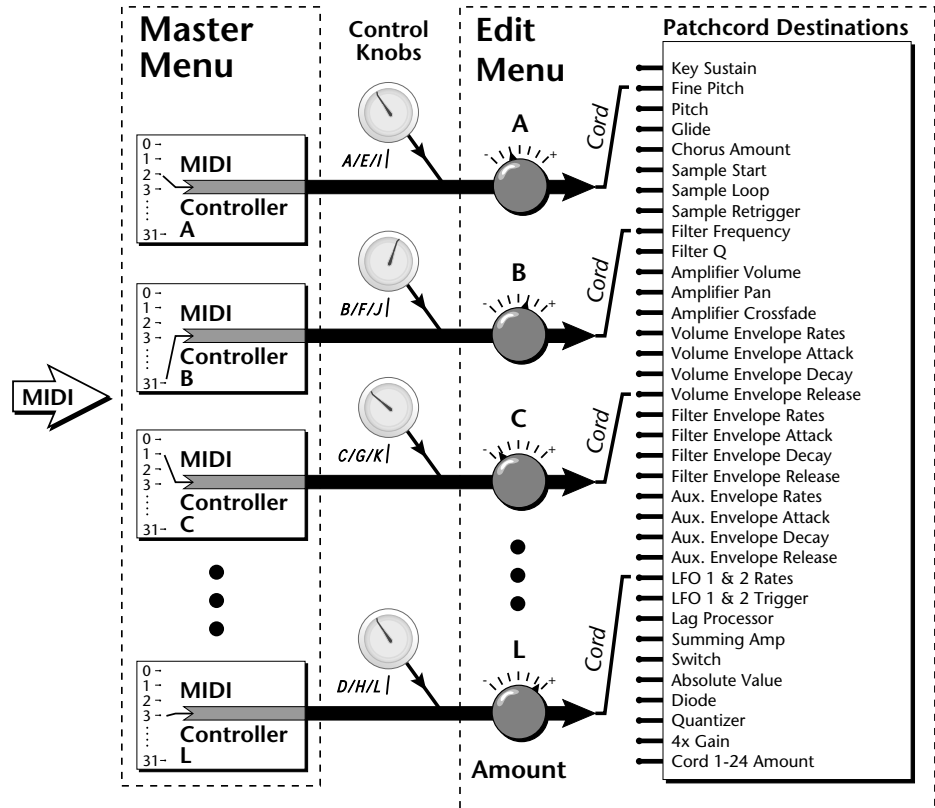 MIDI
Master
Menu
0
1
2
3
31
MIDI
Controller
A
0
1
2
3
31
MIDI
Controller
B
0
1
2
3
31
MIDI
Controller
C
0
1
2
3
31
MIDI
Controller
L
Control
Knobs
A/E/I
B/F/J
C/G/K
D/H/L
Edit
Menu
A
- +
Cord
B
- +
Cord
C
- +
Cord
L
- +
Cord
Amount
Patchcord Destinations
Key Sustain
Fine Pitch
Pitch
Glide
Chorus Amount
Sample Start
Sample Loop
Sample Retrigger
Filter Frequency
Filter Q
Amplifier Volume
Amplifier Pan
Amplifier Crossfade
Volume Envelope Rates
Volume Envelope Attack
Volume Envelope Decay
Volume Envelope Release
Filter Envelope Rates
Filter Envelope Attack
Filter Envelope Decay
Filter Envelope Release
Aux. Envelope Rates
Aux. Envelope Attack
Aux. Envelope Decay
Aux. Envelope Release
LFO 1 & 2 Rates
LFO 1 & 2 Trigger
Lag Processor
Summing Amp
Switch
Absolute Value
Diode
Quantizer
4x Gain
Cord 1-24 Amount